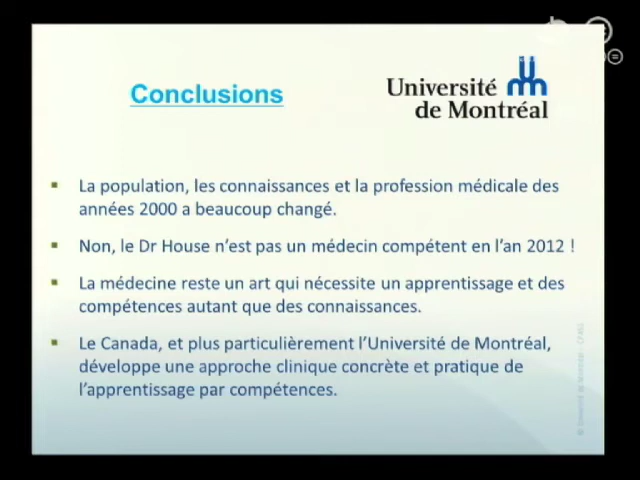 Conclusions
Université
de Montréal
La population, les connaissances et la profession médicale des
années 2000 a beaucoup changé.
Non, le Dr House n'est pas un médecin compétent en l'an 2012 !
La médecine reste un art qui nécessite un apprentissage et des
compétences autant que des connaissances.
Le Canada, et plus particulièrement l'Université de Montréal,
développe une approche clinique concrète et pratique de
l'apprentissage par compétences.